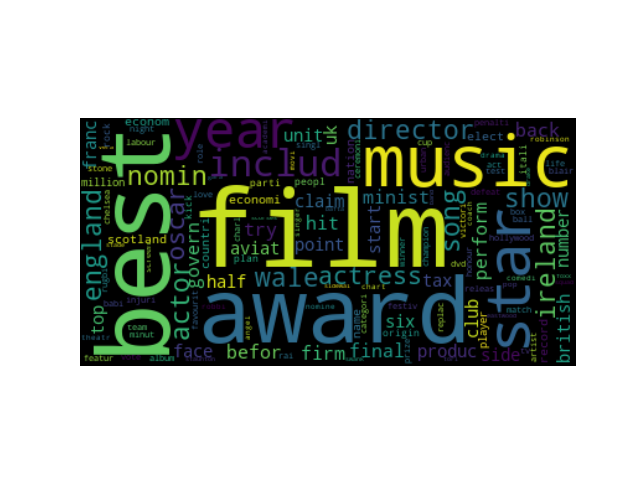 film
best
award
music
star
year
includ
director
nomin
england
ireland
show
actor
actress
wale
song
oscar
govern
franc
econom
night
labour
rock
unit
uk
elect
back
robinson
stone
million
chelsea
scotland
top
parti
peopl
economi
claim
minist
hit
try
aviat
point
plan
countri
love
start
nation
perform
number
british
record
half
befor
face
firm
final
six
tax
club
player
produc
side
artist
replac
releas
match
comedi
hollywood
box
ball
act
drama
life
blair
itali
cup
champion
coach
dvd
chart
categori
festiv
name
origin
prize
angel
kick
rose
favourit
injuri
team
minut
album
featur
theatr
rugbi
babi
singl
singer
movi
victori
pop